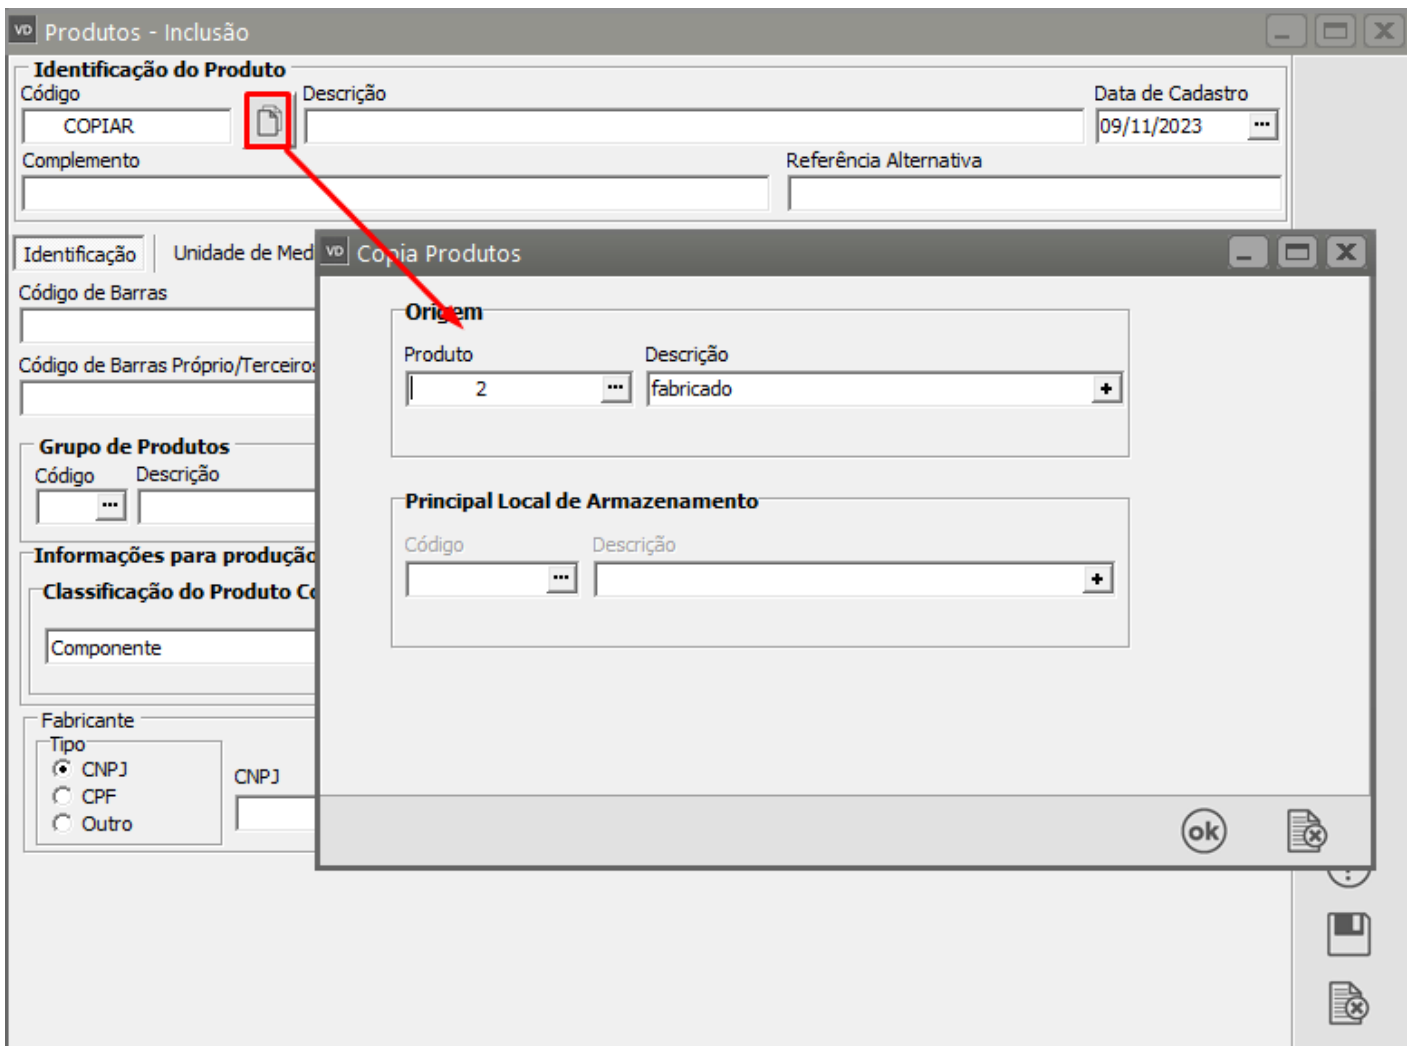 VD Produtos - Inclusão
Identificação do Produto
Código Descrição Data de Cadastro
COPIAR 09/11/2023 ...
Complemento Referência Alternativa
Identificação Unidade de Med
VD Copia Produtos
Código de Barras
Origem
Produto Descrição
Código de Barras Próprio/Terceiros
2 ... fabricado +
Grupo de Produtos
Código Descrição
...
Principal Local de Armazenamento
Código Descrição
... +
Informações para produção
Classificação do Produto Co
Componente
Fabricante
Tipo
CNPJ
CPF
Outro
CNPJ
ok